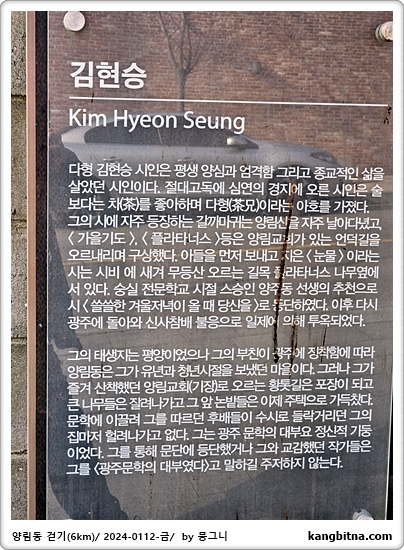 김현승
Kim Hyeon Seung
다형 김현승 시인은 평생 양심과 엄격함 그리고 종교적인 삶을
살았던 시인이다. 절대고독에 심연의 경지에 오른 시인은 술
보다는 차(茶)를 좋아하며 다형(茶兄)이라는 아호를 가졌다.
그의 시에 자주 등장하는 갈까마귀는 양림산을 자주 날아다녔고,
< 가을기도 >, < 플라타너스 >등은 양림교회가 있는 언덕길을
오르내리며 구상했다. 아들을 먼저 보내고 지은 < 눈물 > 이라는
시는 시비 에 새겨 무등산 오르는 길목 플라타너스 나무옆에
서 있다. 숭실 전문학교 시절 스승인 양주동 선생의 추천으로
시 < 쓸쓸한 겨울저녁이 올 때 당신들 >로 등단하였다. 이후 다시
광주에 돌아와 신사참배 불응으로 일제에 의해 투옥되었다.
그의 태생지는 평양이었으나 그의 부친이 광주에 정착함에 따라
양림동은 그가 유년과 청년시절을 보냈던 마을이다. 그러나 그가
즐겨 산책했던 양림교회(기장)로 오르는 황톳길은 포장이 되고
큰 나무들은 잘려나가고 그 앞 논밭들은 이제 주택으로 가득찼다.
문학에 이끌려 그를 따르던 후배들이 수시로 들락거리던 그의
집마저 헐려나가고 없다. 그는 광주 문학의 대부요 정신적 기둥
이었다. 그를 통해 문단에 등단했거나 그와 교감했던 작가들은
그를 <광주문학의 대부였다>고 말하길 주저하지 않는다.
양림동 걷기(6km)/ 2024-0112-금/ by 뭉그리
kangbitna.com